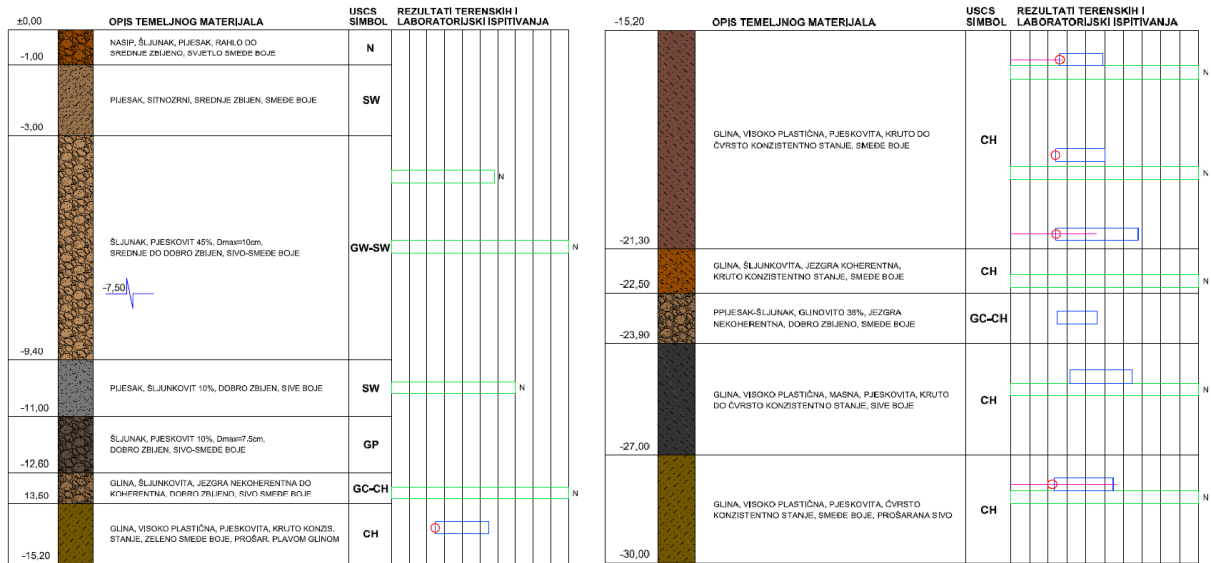 ±0,00
OPIS TEMELJNOG MATERIJALA
USCS
SIMBOL
REZULTATI TERENSKIH I
LABORATORIJSKI ISPITIVANJA
NASIP, ŠLJUNAK, PIJESAK, RAHLO DO
SREDNJE ZBIJENO, SVJETLO SMEĐE BOJE
N
-1,00
PIJESAK, SITNOZRNI, SREDNJE ZBIJEN, SMEĐE BOJE
SW
-3,00
N
ŠLJUNAK, PJESKOVIT 45%, Dmax=10cm,
SREDNJE DO DOBRO ZBIJEN, SIVO-SMEĐE BOJE
GW-SW
N
-7,50
-9,40
PIJESAK, ŠLJUNKOVIT 10%, DOBRO ZBIJEN, SIVE BOJE
SW
N
-11,00
ŠLJUNAK, PJESKOVIT 10%, Dmax=7.5cm,
DOBRO ZBIJEN, SIVO-SMEĐE BOJE
GP
-12,60
GLINA, ŠLJUNKOVITA, JEZGRA NEKOHERENTNA DO
KOHERENTNA, DOBRO ZBIJENO, SIVO SMEĐE BOJE
GC-CH
N
13,60
GLINA, VISOKO PLASTIČNA, PJESKOVITA, KRUTO KONZIS.
STANJE, ZELENO SMEĐE BOJE, PROŠAR. PLAVOM GLINOM
CH
-15,20
-15,20
OPIS TEMELJNOG MATERIJALA
USCS
SIMBOL
REZULTATI TERENSKIH I
LABORATORIJSKI ISPITIVANJA
N
GLINA, VISOKO PLASTIČNA, PJESKOVITA, KRUTO DO
ČVRSTO KONZISTENTNO STANJE, SMEĐE BOJE
CH
N
-21,30
GLINA, ŠLJUNKOVITA, JEZGRA KOHERENTNA,
KRUTO KONZISTENTNO STANJE, SMEĐE BOJE
CH
N
-22,50
PPIJESAK-ŠLJUNAK, GLINOVITO 38%, JEZGRA
NEKOHERENTNA, DOBRO ZBIJENO, SMEĐE BOJE
GC-CH
-23,90
GLINA, VISOKO PLASTIČNA, MASNA, PJESKOVITA, KRUTO
DO ČVRSTO KONZISTENTNO STANJE, SIVE BOJE
CH
N
-27,00
GLINA, VISOKO PLASTIČNA, PJESKOVITA, ČVRSTO
KONZISTENTNO STANJE, SMEĐE BOJE, PROŠARANA SIVO
CH
N
-30,00